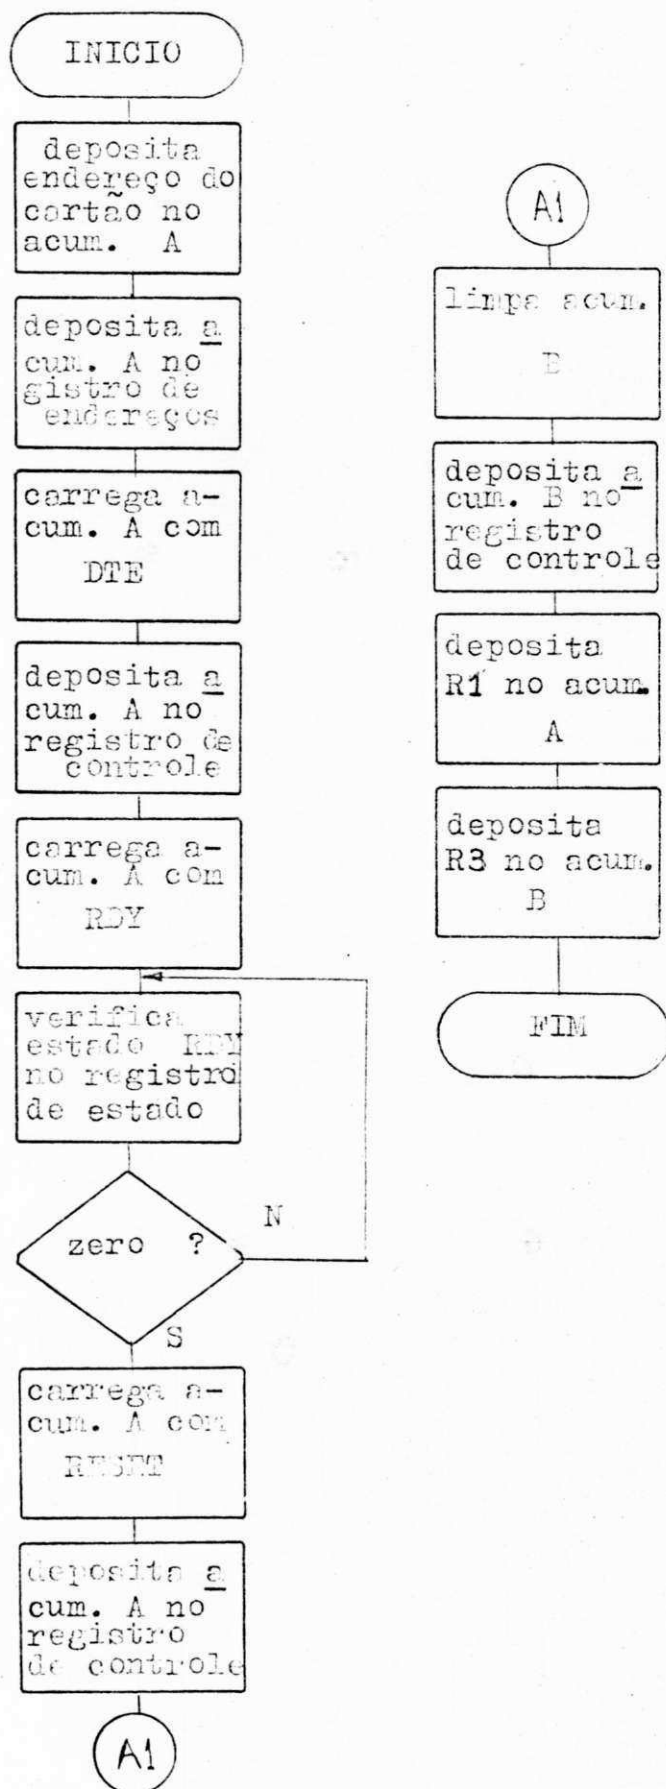 INICIO
deposita
endereço do
cartão no
acum. A
deposita a
cum. A no
gistro de
endereços
carrega a-
cum. A com
DTE
deposita a
cum. A no
registro de
controle
carrega a-
cum. A com
RDY
verifica
estado RDY
no registro
de estado
zero ?
N
S
carrega a-
cum. A com
RESET
deposita a
cum. A no
registro
de controle
A1
A1
limpa acum.
B
deposita a
cum. B no
registro
de controle
deposita
R1 no acum.
A
deposita
R3 no acum.
B
FIM